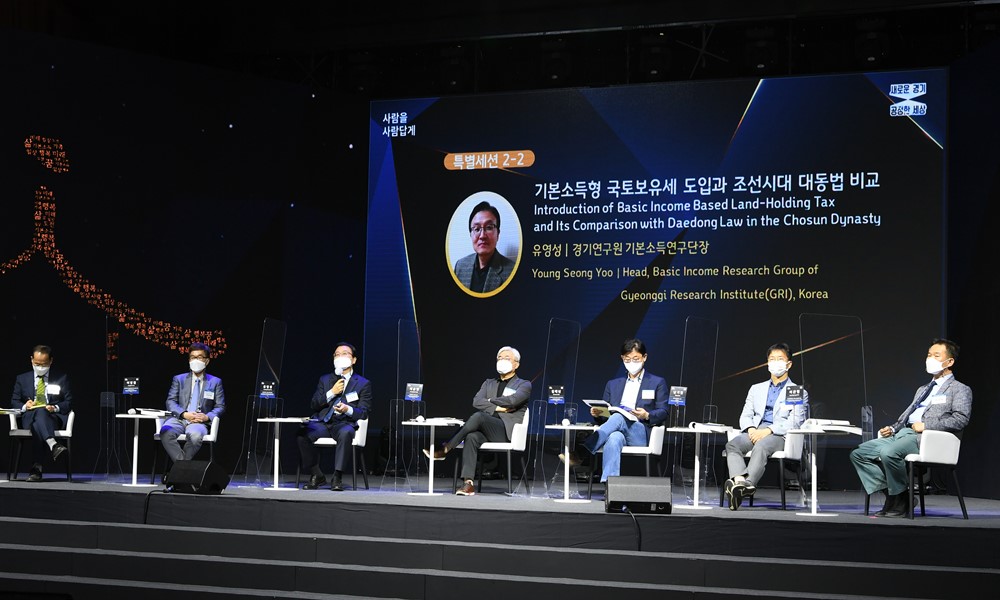 사람을
사람답게
새로운 경기
공정한 세상
특별세션 2-2
기본소득형 국토보유세 도입과 조선시대 대동법 비교
Introduction of Basic Income Based Land-Holding Tax
and Its Comparison with Daedong Law in the Chosun Dynasty
유영성 | 경기연구원 기본소득연구단장
Young Seong Yoo | Head, Basic Income Research Group of
Gyeonggi Research Institute(GRI), Korea